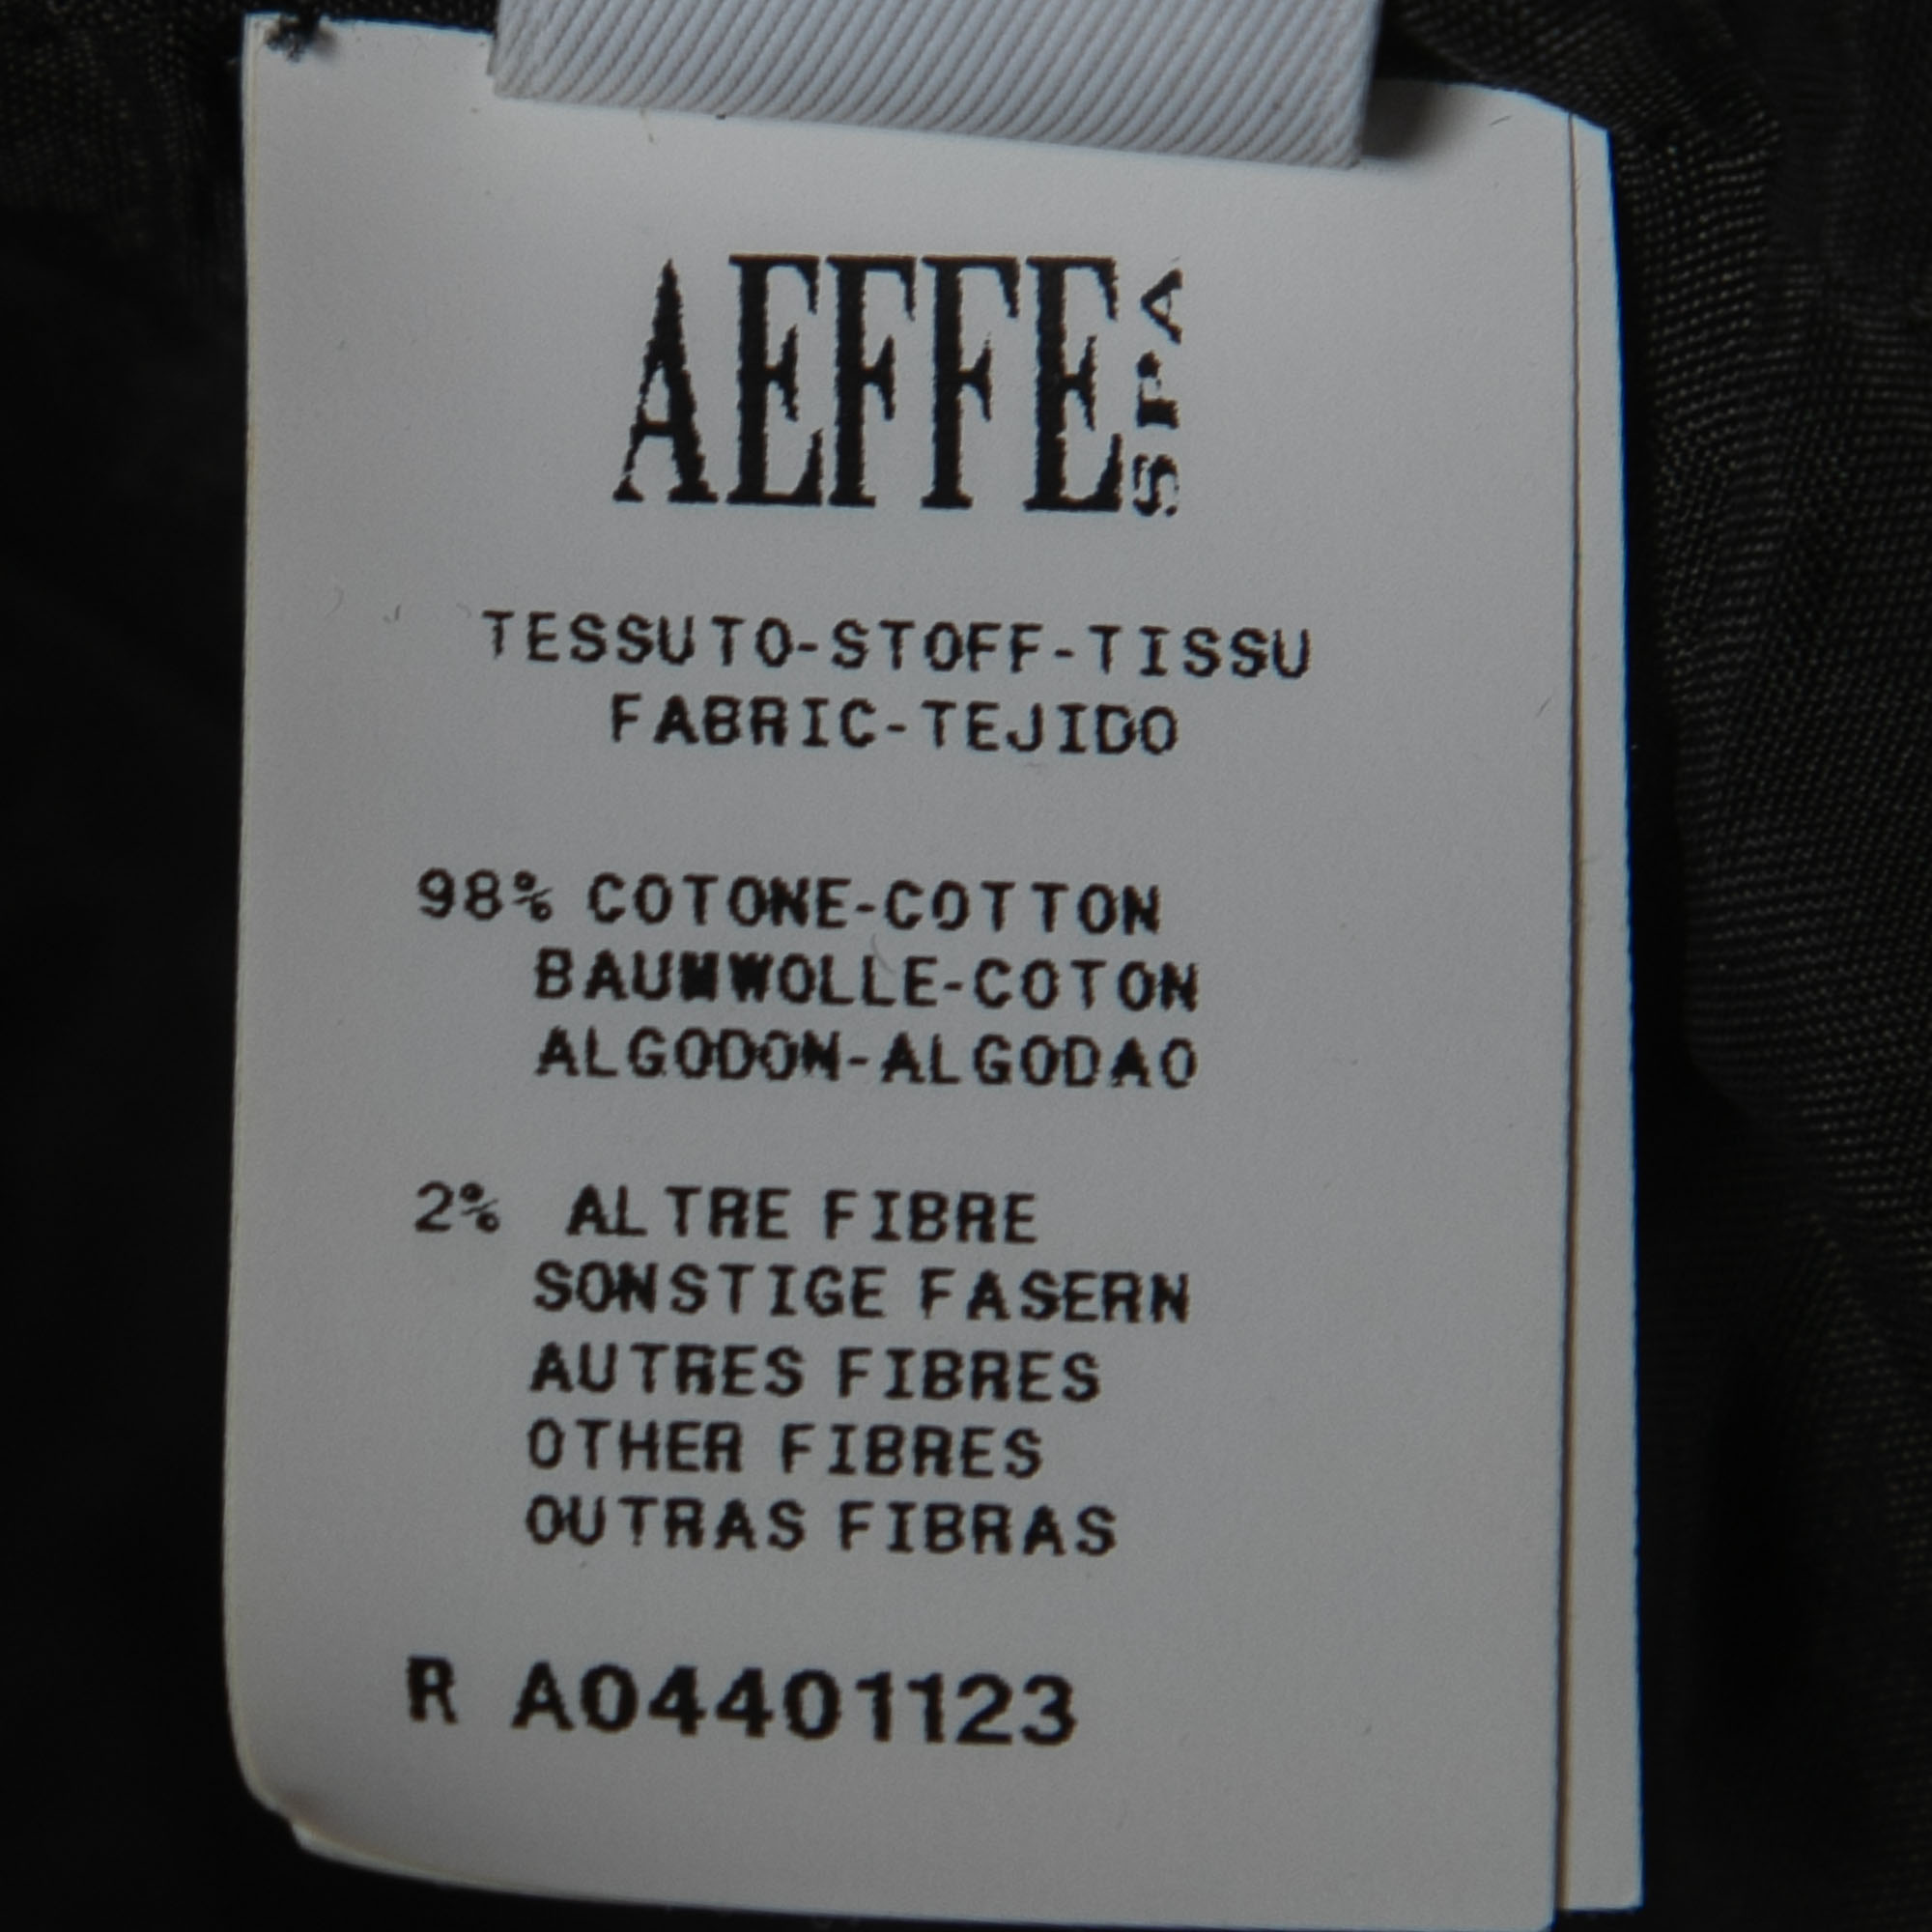 AEFFE SPA
TESSUTO-STOFF-TISSU
FABRIC-TEJIDO
98% COTONE-COTTON
BAUMWOLLE-COTON
ALGODON-ALGODAO
2% ALTRE FIBRE
SONSTIGE FASERN
AUTRES FIBRES
OTHER FIBRES
OUTRAS FIBRAS
R A04401123